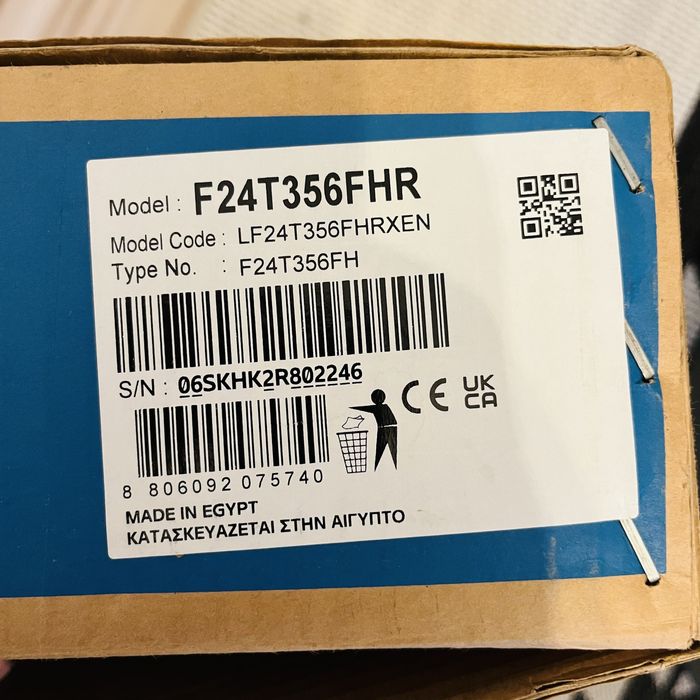 Model : F24T356FHR
Model Code : LF24T356FHRXEN
Type No. : F24T356FH
S/N : 06SKHK2R802246
CE UK CA
8 806092 075740
MADE IN EGYPT
ΚΑΤΑΣΚΕΥΑΖΕΤΑΙ ΣΤΗΝ ΑΙΓΥΠΤΟ